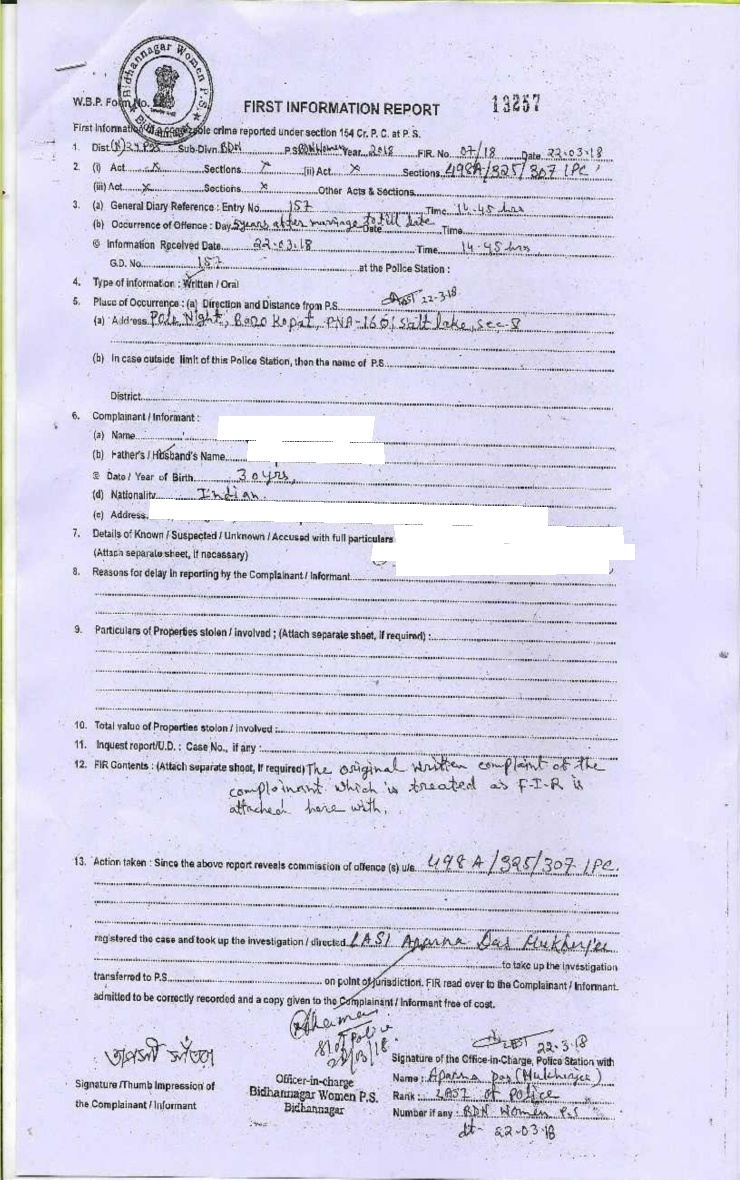 Bidhannagar Women P.S.
W.B.P. Form No.
FIRST INFORMATION REPORT
13257
First Information of a cognizable crime reported under section 154 Cr. P. C. at P. S.
1. Dist (N) 24 PGS Sub-Divn. BDN P.S. BDN Women Year 2018 FIR. No. 07/18 Date 22-03-18
2. (i) Act x Sections x (ii) Act x Sections 498A/325/307 IPC
(iii) Act x Sections x Other Acts & Sections
3. (a) General Diary Reference : Entry No. 157 Time 14.45 hrs
(b) Occurrence of Offence : Day 5years after marriage to till date Date Time
© Information Received Date 22-03-18 Time 14-45 hrs
G.D. No. 157 at the Police Station :
4. Type of information : Written / Oral
22-3-18
5. Place of Occurrence : (a) Direction and Distance from P.S.
(a) Address Pole Night, Boro Kopat, PNA-166, Salt lake, Sec-
(b) In case outside limit of this Police Station, then the name of P.S.
District
6. Complainant / Informant :
(a) Name
(b) Father's / Husband's Name
© Date / Year of Birth 30 yrs,
(d) Nationality Indian.
(e) Address
7. Details of Known / Suspected / Unknown / Accused with full particulars
(Attach separate sheet, if necessary)
8. Reasons for delay in reporting by the Complainant / Informant
9. Particulars of Properties stolen / involved ; (Attach separate sheet, if required) :
10. Total value of Properties stolen / involved :
11. Inquest report/U.D. : Case No., if any :
12. FIR Contents : (Attach separate sheet, if required) The original written complaint of the
complainant which is treated as F-I-R is
attached here with.
13. Action taken : Since the above report reveals commission of offence (s) u/s. 498 A/325/307 IPC.
registered the case and took up the investigation / directed LASI Aparna Das Mukherjee
to take up the investigation
transferred to P.S. on point of jurisdiction. FIR read over to the Complainant / Informant.
admitted to be correctly recorded and a copy given to the Complainant / Informant free of cost.
SI of Police
22/03/18.
22-3-18
তাপসী সাঁতরা
Signature of the Officer-in-Charge, Police Station with
Signature /Thumb Impression of
the Complainant / Informant
Officer-in-charge
Bidhannagar Women P.S.
Bidhannagar
Name : Aparna Das (Mukherjee)
Rank : LASI of Police
Number if any : BDN Women P.S
dt- 22-03-18